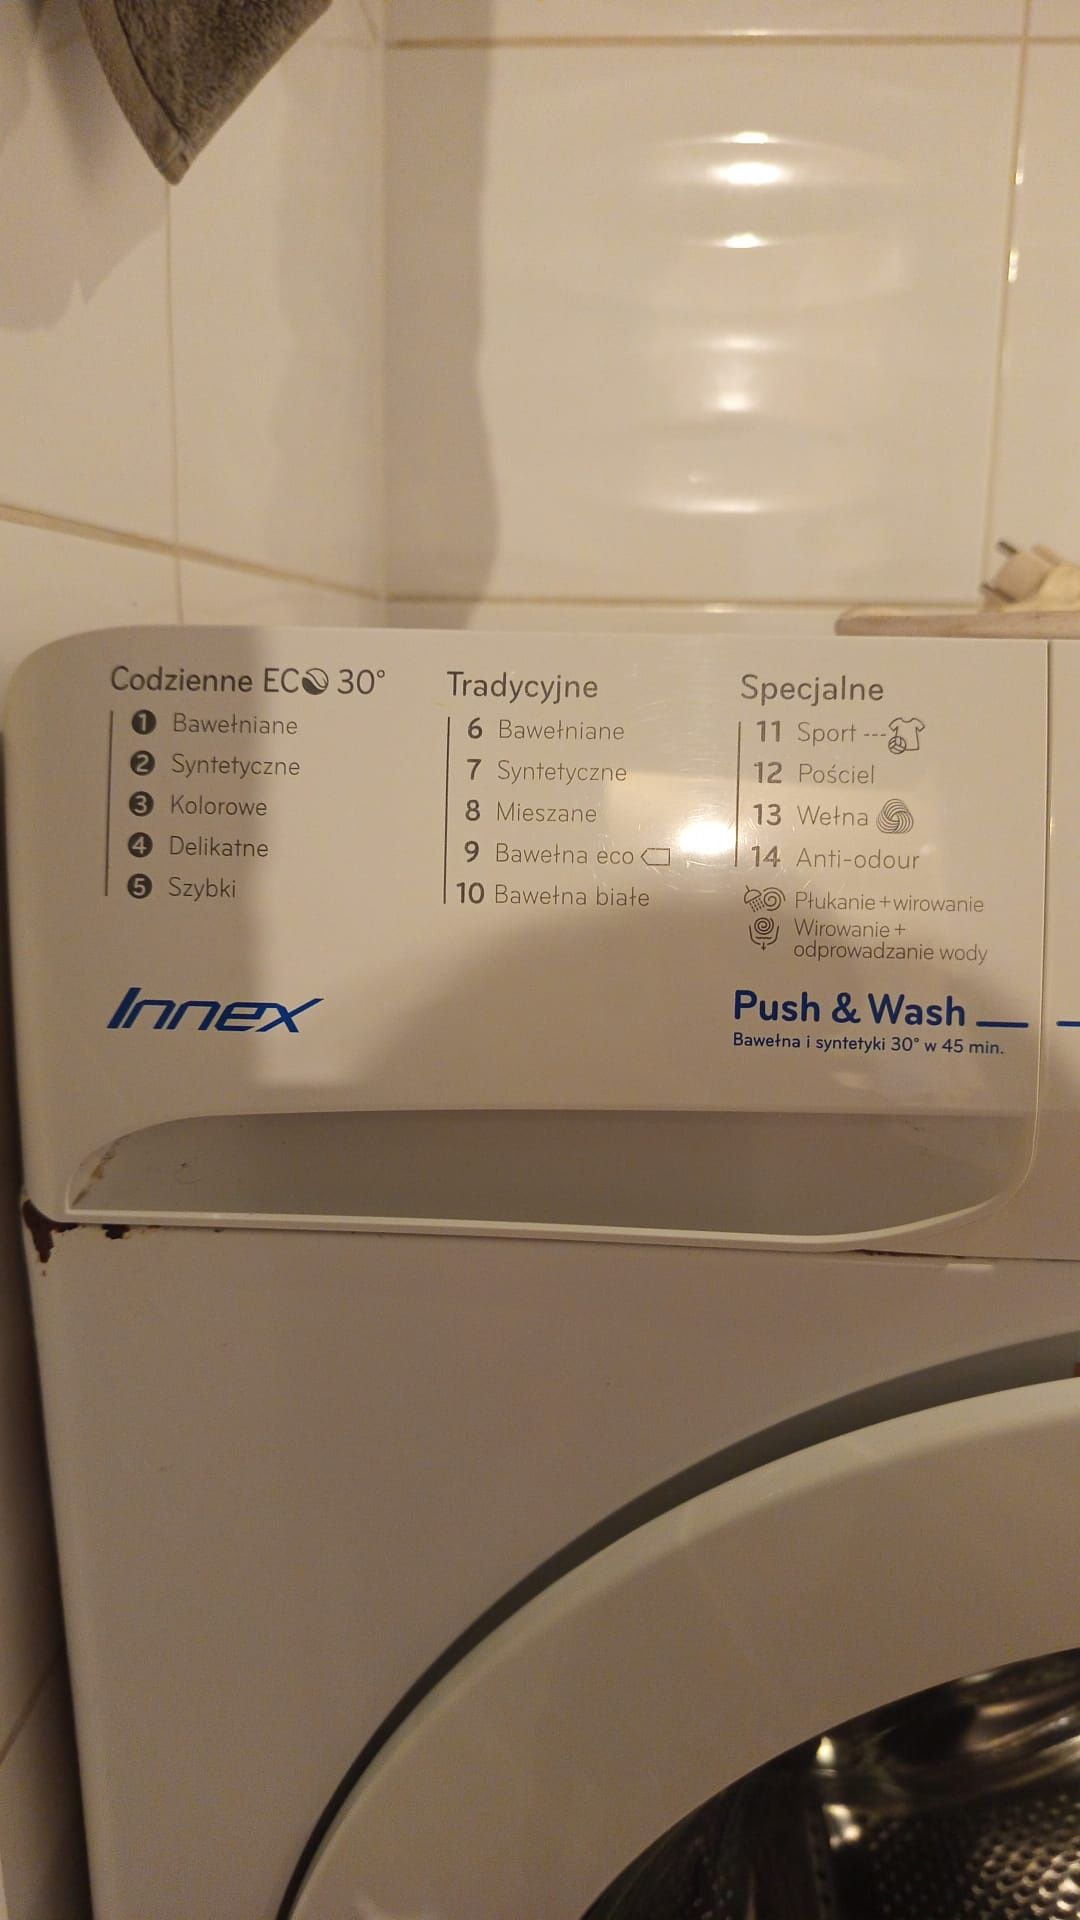 Codzienne ECO 30°
1 Bawełniane
2 Syntetyczne
3 Kolorowe
4 Delikatne
5 Szybki
Tradycyjne
6 Bawełniane
7 Syntetyczne
8 Mieszane
9 Bawełna eco
10 Bawełna białe
Specjalne
11 Sport ---
12 Pościel
13 Wełna
14 Anti-odour
Płukanie+wirowanie
Wirowanie+
odprowadzanie wody
Innex
Push & Wash
Bawełna i syntetyki 30° w 45 min.